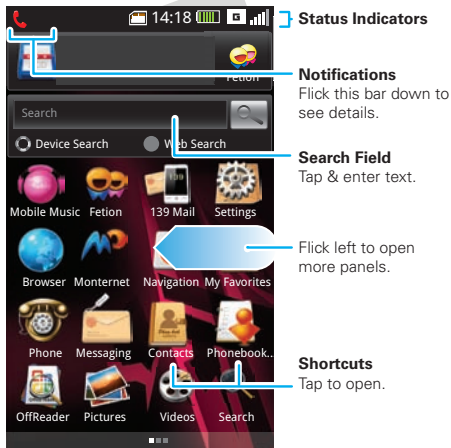 14:18 G
Status Indicators
Fetion
Notifications
Flick this bar down to
see details.
Search
Device Search Web Search
Search Field
Tap & enter text.
Mobile Music Fetion 139 Mail Settings
Flick left to open
more panels.
Browser Monternet Navigation My Favorites
Phone Messaging Contacts Phonebook..
Shortcuts
Tap to open.
OffReader Pictures Videos Search